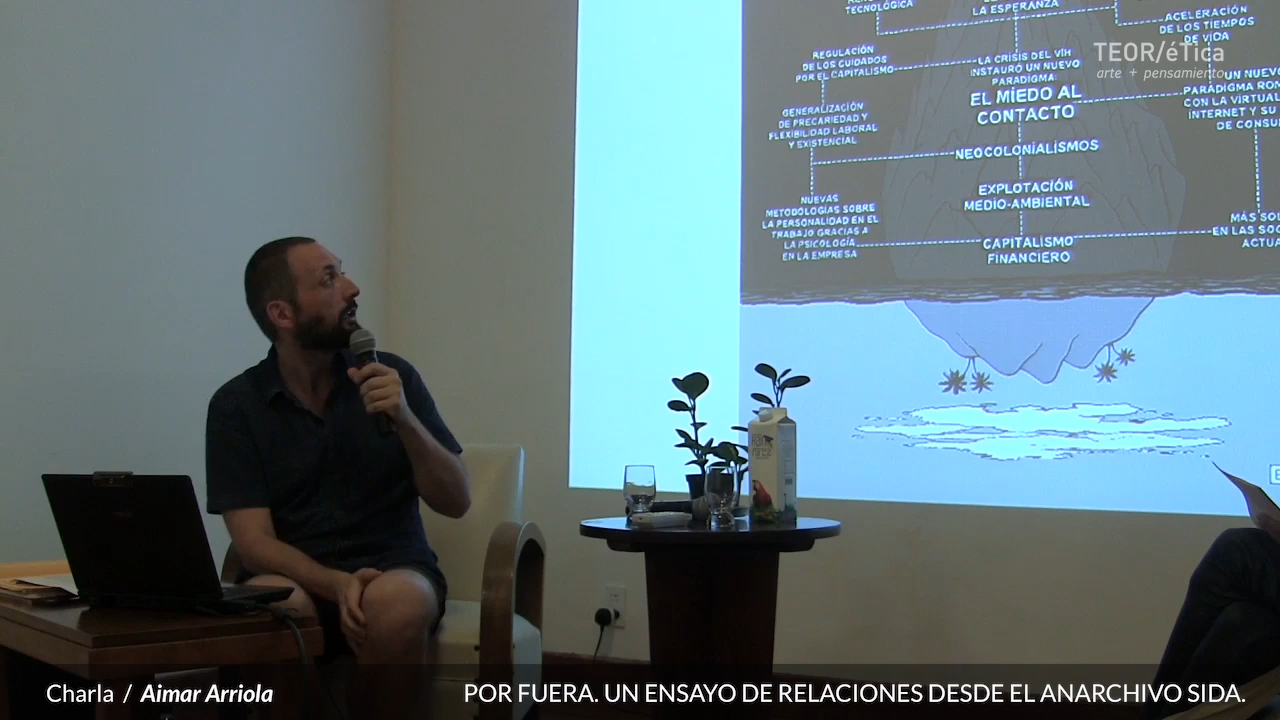 TECNOLÓGICA
LA ESPERANZA
ACELERACIÓN
DE LOS TIEMPOS
DE VIDA
TEOR/éTica
arte + pensamiento
REGULACIÓN
DE LOS CUIDADOS
POR EL CAPITALISMO
LA CRISIS DEL VIH
INSTAURÓ UN NUEVO
PARADIGMA:
EL MIEDO AL
CONTACTO
UN NUEVO
PARADIGMA ROM
CON LA VIRTUAL
INTERNET Y SU
DE CONSU
GENERALIZACIÓN
DE PRECARIEDAD Y
FLEXIBILIDAD LABORAL
Y EXISTENCIAL
NEOCOLONIALISMOS
EXPLOTACIÓN
MEDIO-AMBIENTAL
NUEVAS
METODOLOGÍAS SOBRE
LA PERSONALIDAD EN EL
TRABAJO GRACIAS A
LA PSICOLOGÍA
EN LA EMPRESA
CAPITALISMO
FINANCIERO
MÁS SOL
EN LAS SOC
ACTUA
Charla / Aimar Arriola
POR FUERA. UN ENSAYO DE RELACIONES DESDE EL ANARCHIVO SIDA.